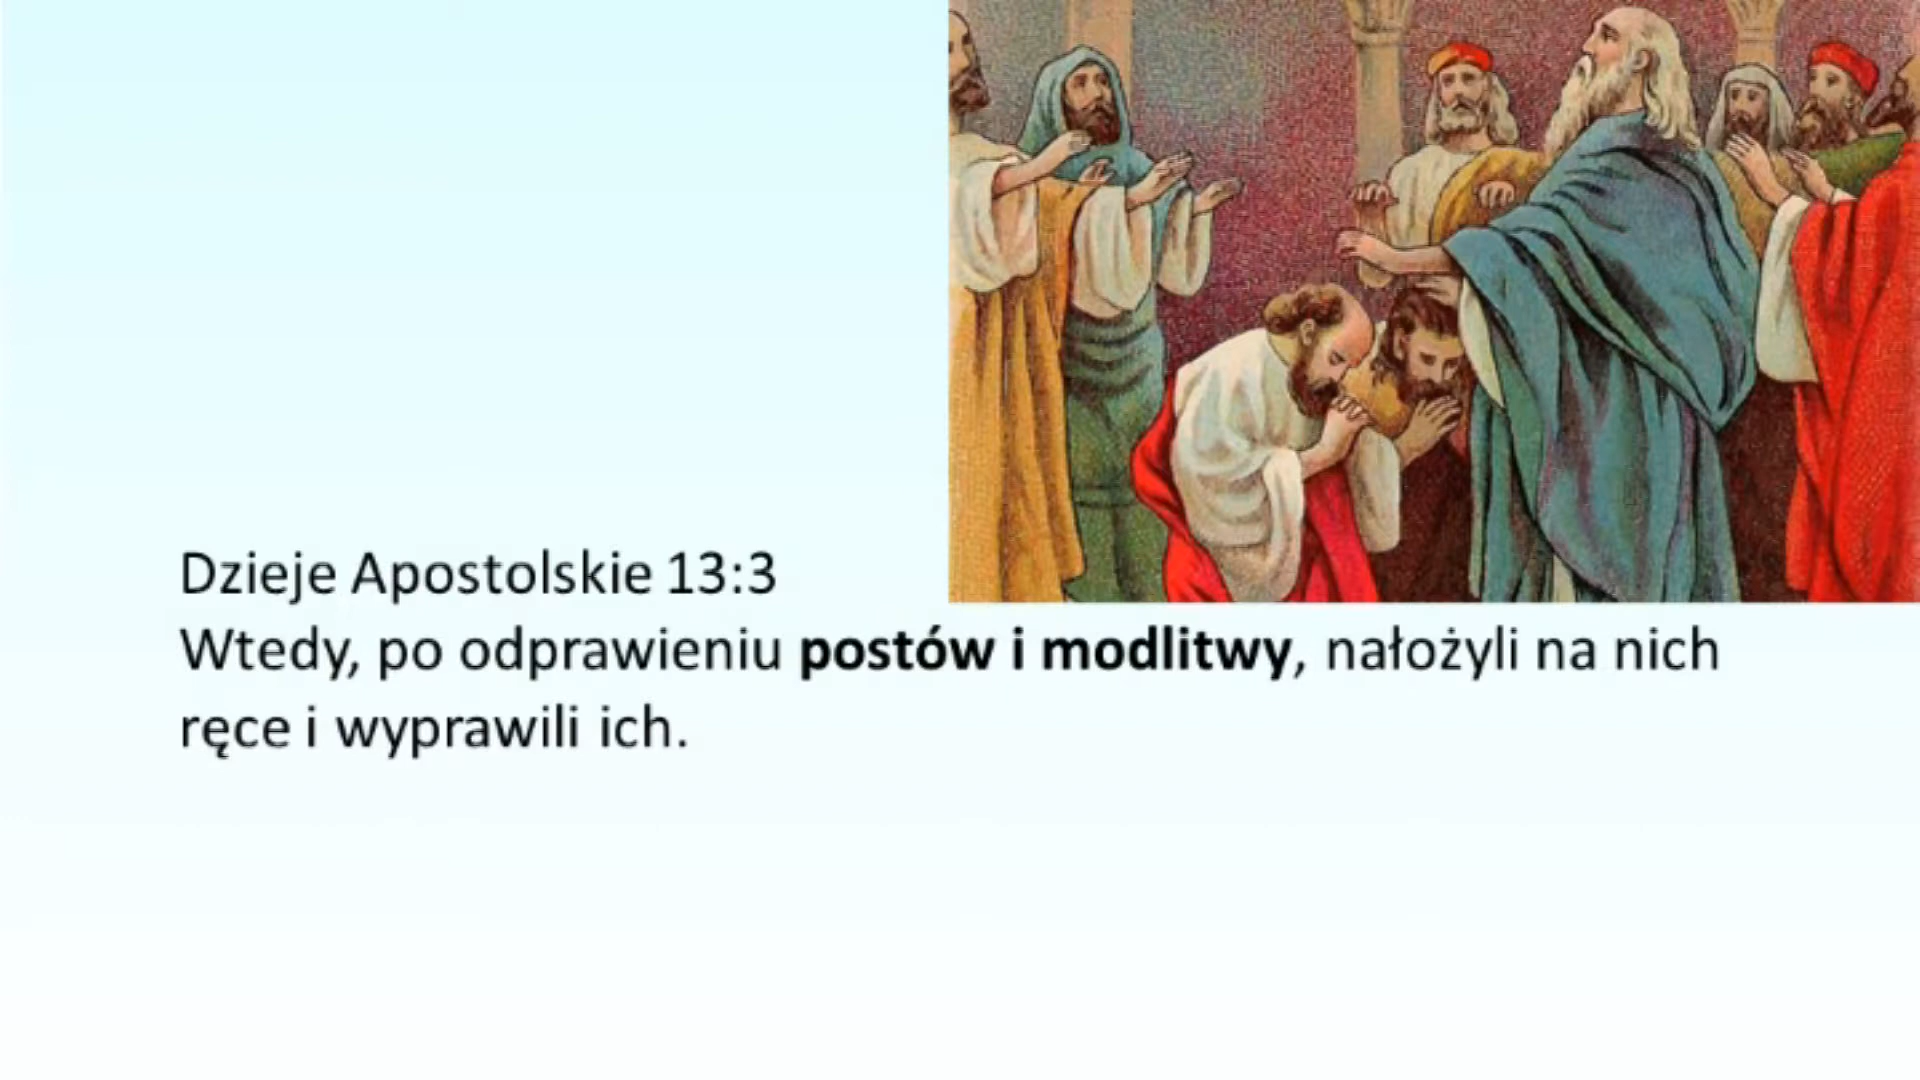 Dzieje Apostolskie 13:3
Wtedy, po odprawieniu postów i modlitwy, nałożyli na nich
ręce i wyprawili ich.